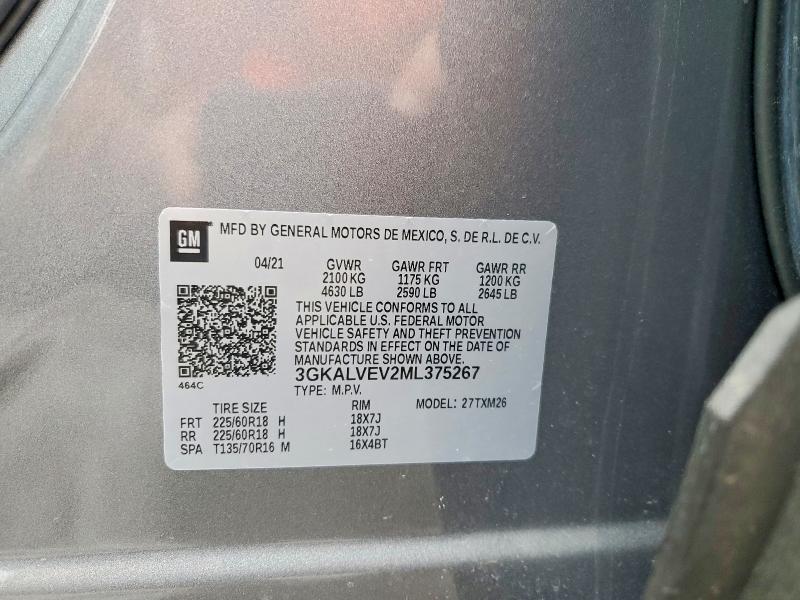 GM MFD BY GENERAL MOTORS DE MEXICO, S. DE R.L. DE C.V.
04/21 GVWR GAWR FRT GAWR RR
2100 KG 1175 KG 1200 KG
4630 LB 2590 LB 2645 LB
THIS VEHICLE CONFORMS TO ALL
APPLICABLE U.S. FEDERAL MOTOR
VEHICLE SAFETY AND THEFT PREVENTION
STANDARDS IN EFFECT ON THE DATE OF
MANUFACTURE SHOWN ABOVE.
3GKALVEV2ML375267
464C
TYPE: M.P.V.
TIRE SIZE RIM MODEL: 27TXM26
FRT 225/60R18 H 18X7J
RR 225/60R18 H 18X7J
SPA T135/70R16 M 16X4BT